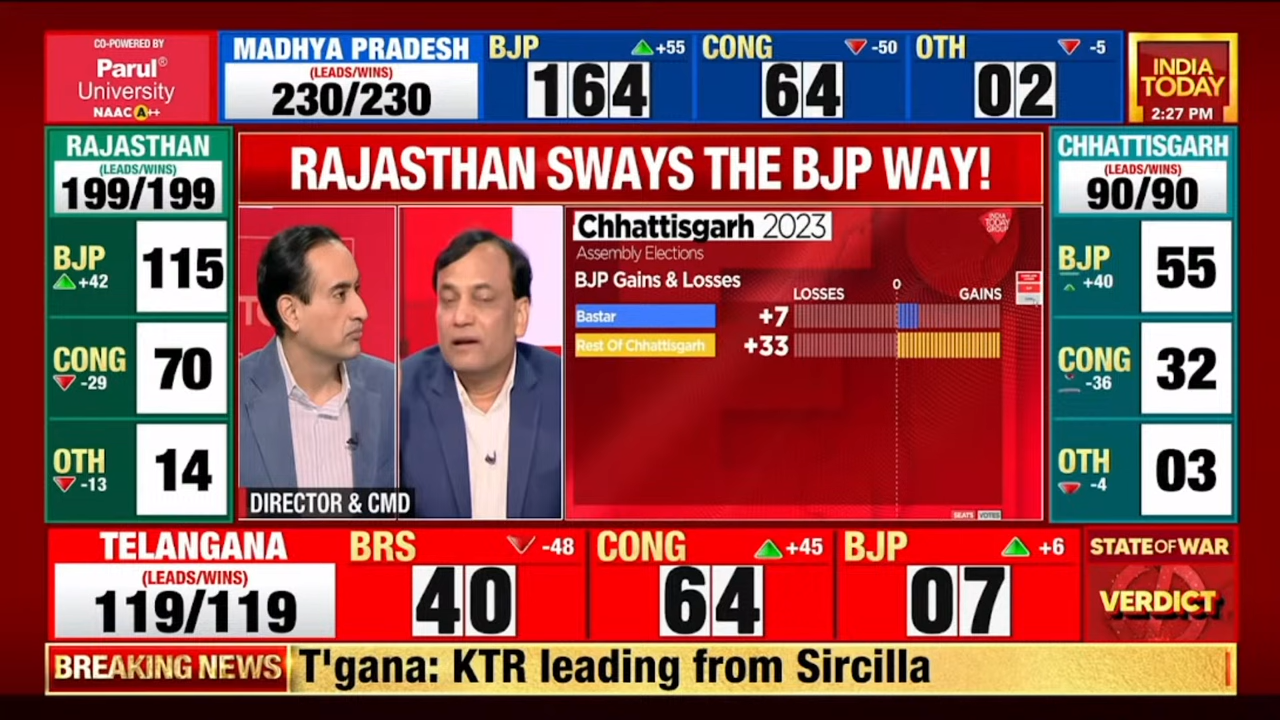 CO-POWERED BY
Parul®
University
NAAC A++
MADHYA PRADESH
(LEADS/WINS)
230/230
BJP
+55
164
CONG
-50
64
OTH
-5
02
INDIA
TODAY
2:27 PM
RAJASTHAN
(LEADS/WINS)
199/199
BJP
+42
115
CONG
-29
70
OTH
-13
14
RAJASTHAN SWAYS THE BJP WAY!
DIRECTOR & CMD
Chhattisgarh 2023
INDIA
TODAY
GROUP
Assembly Elections
BJP Gains & Losses
LOSSES 0 GAINS
Bastar +7
Rest Of Chhattisgarh +33
SEATS VOTES
CHHATTISGARH
(LEADS/WINS)
90/90
BJP
+40
55
CONG
-36
32
OTH
-4
03
TELANGANA
(LEADS/WINS)
119/119
BRS
-48
40
CONG
+45
64
BJP
+6
07
STATE OF WAR
VERDICT
BREAKING NEWS T'gana: KTR leading from Sircilla